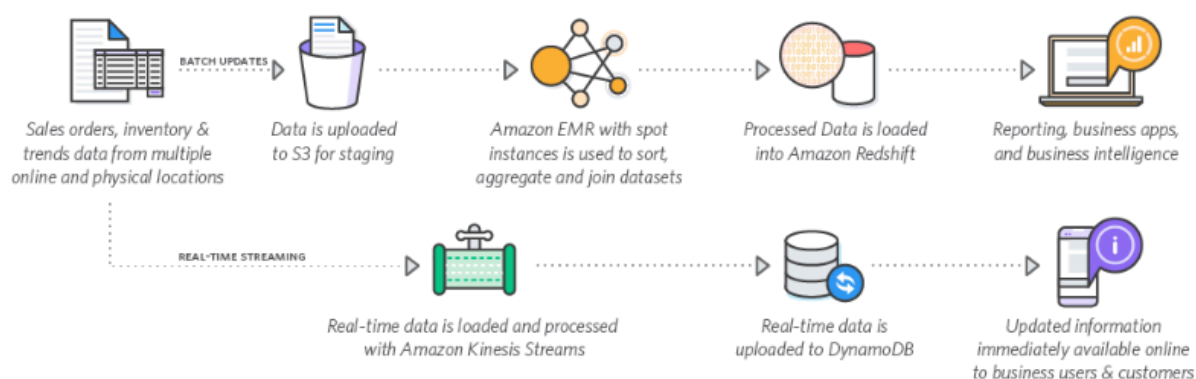 BATCH UPDATES
Sales orders, inventory &
trends data from multiple
online and physical locations
Data is uploaded
to S3 for staging
Amazon EMR with spot
instances is used to sort,
aggregate and join datasets
Processed Data is loaded
into Amazon Redshift
Reporting, business apps,
and business intelligence
REAL-TIME STREAMING
Real-time data is loaded and processed
with Amazon Kinesis Streams
Real-time data is
uploaded to DynamoDB
i
Updated information
immediately available online
to business users & customers